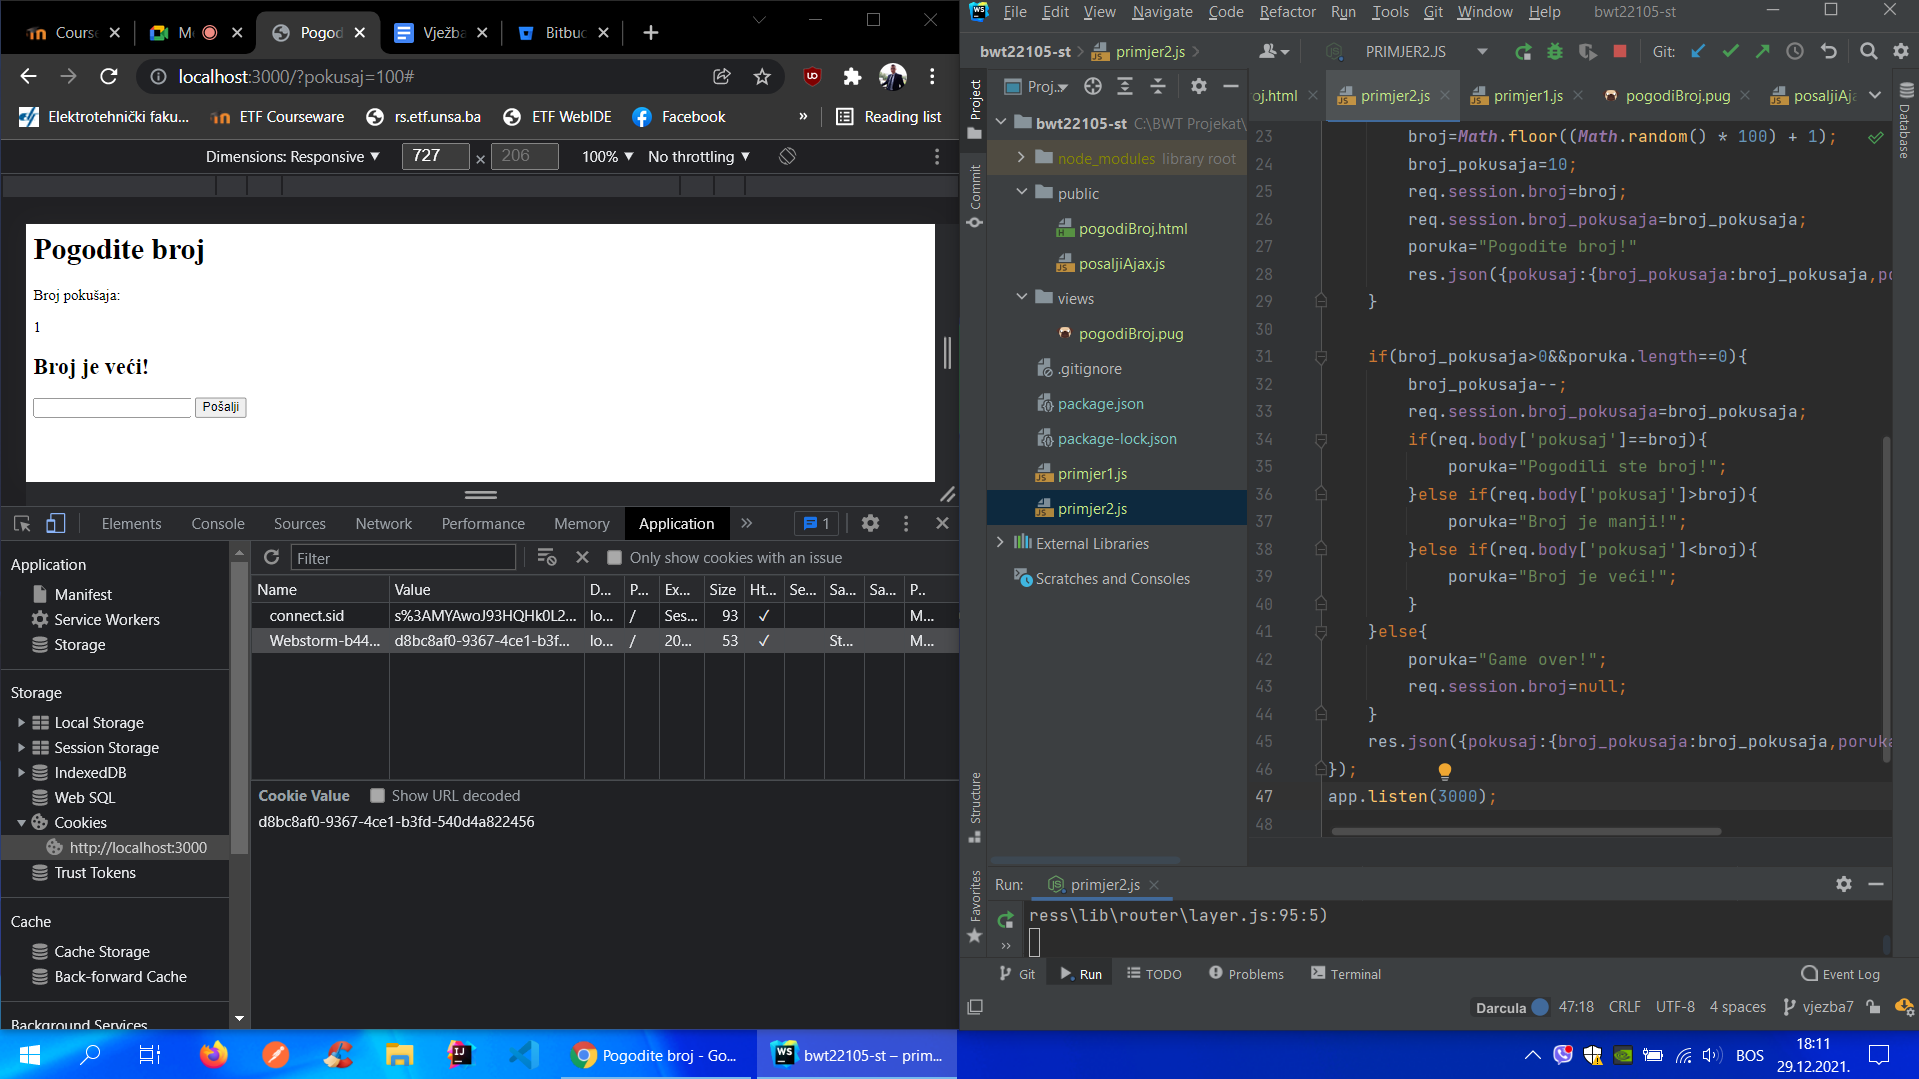 Course
Me
Pogod
Vježba
Bitbuc
localhost:3000/?pokusaj=100#
Elektrotehnički faku...
ETF Courseware
rs.etf.unsa.ba
ETF WebIDE
Facebook
»
Reading list
Dimensions: Responsive
727 × 206
100%
No throttling
Pogodite broj
Broj pokušaja:
1
Broj je veći!
Pošalji
Elements
Console
Sources
Network
Performance
Memory
Application
»
1
Application
Manifest
Service Workers
Storage
Storage
Local Storage
Session Storage
IndexedDB
Web SQL
Cookies
http://localhost:3000
Trust Tokens
Cache
Cache Storage
Back-forward Cache
Background Services
Filter
Only show cookies with an issue
Name Value D... P... Ex... Size Ht... Se... Sa... Sa... P..
connect.sid s%3AMYAwoJ93HQHk0L2... lo... / Ses... 93 ✓ M...
Webstorm-b44... d8bc8af0-9367-4ce1-b3f... lo... / 20... 53 ✓ St... M...
Cookie Value
Show URL decoded
d8bc8af0-9367-4ce1-b3fd-540d4a822456
File Edit View Navigate Code Refactor Run Tools Git Window Help bwt22105-st
bwt22105-st
primjer2.js
PRIMJER2.JS
Git:
Project
Commit
Structure
Favorites
Database
Proj...
bwt22105-st C:\BWT Projekat\
node_modules library root
public
pogodiBroj.html
posaljiAjax.js
views
pogodiBroj.pug
.gitignore
package.json
package-lock.json
primjer1.js
primjer2.js
External Libraries
Scratches and Consoles
oj.html
primjer2.js
primjer1.js
pogodiBroj.pug
posaljiAja
23 broj=Math.floor((Math.random() * 100) + 1);
24 broj_pokusaja=10;
25 req.session.broj=broj;
26 req.session.broj_pokusaja=broj_pokusaja;
27 poruka="Pogodite broj!"
28 res.json({pokusaj:{broj_pokusaja:broj_pokusaja,po
29 }
30
31 if(broj_pokusaja>0&&poruka.length==0){
32 broj_pokusaja--;
33 req.session.broj_pokusaja=broj_pokusaja;
34 if(req.body['pokusaj']==broj){
35 poruka="Pogodili ste broj!";
36 }else if(req.body['pokusaj']>broj){
37 poruka="Broj je manji!";
38 }else if(req.body['pokusaj']<broj){
39 poruka="Broj je veći!";
40 }
41 }else{
42 poruka="Game over!";
43 req.session.broj=null;
44 }
45 res.json({pokusaj:{broj_pokusaja:broj_pokusaja,poruka
46 });
47 app.listen(3000);
48
Run:
primjer2.js
ress\lib\router\layer.js:95:5)
»
Git
Run
TODO
Problems
Terminal
Event Log
Darcula
47:18
CRLF
UTF-8
4 spaces
vjezba7
Pogodite broj - Go...
bwt22105-st – prim...
BOS
18:11
29.12.2021.